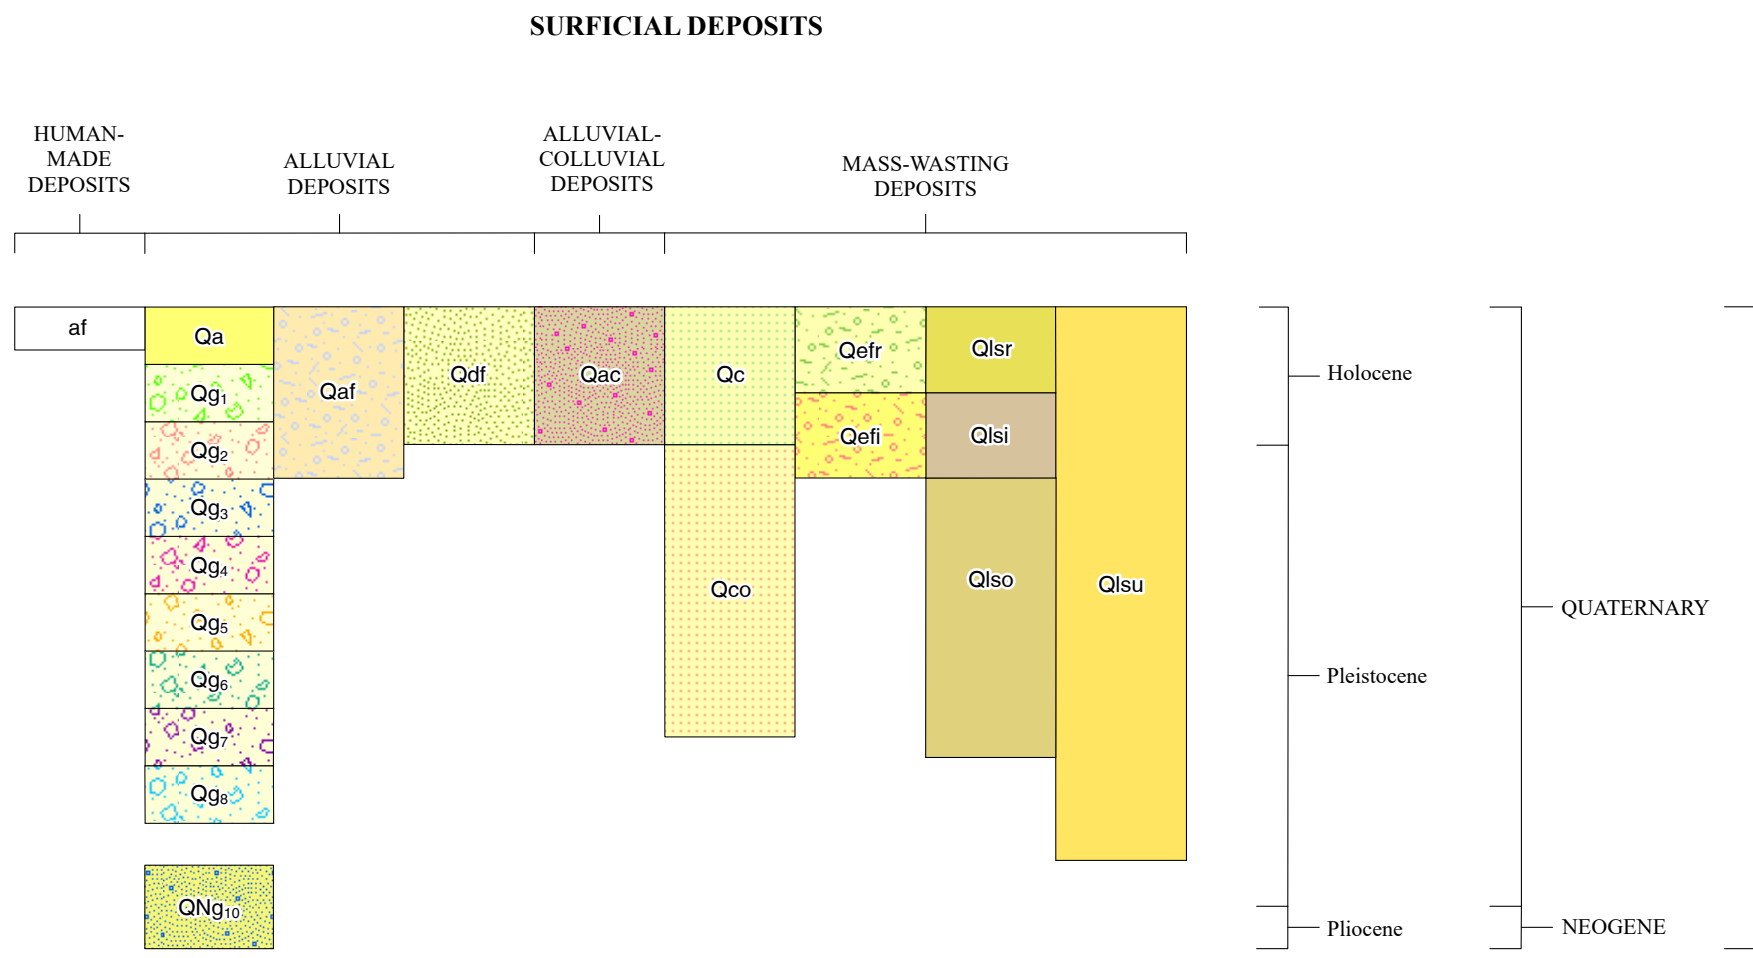 SURFICIAL DEPOSITS
HUMAN-
MADE
DEPOSITS
ALLUVIAL
DEPOSITS
ALLUVIAL-
COLLUVIAL
DEPOSITS
MASS-WASTING
DEPOSITS
af
Qa
Qg1
Qg2
Qg3
Qg4
Qg5
Qg6
Qg7
Qg8
QNg10
Qaf
Qdf
Qac
Qc
Qco
Qefr
Qefi
Qlsr
Qlsi
Qlso
Qlsu
Holocene
Pleistocene
Pliocene
QUATERNARY
NEOGENE